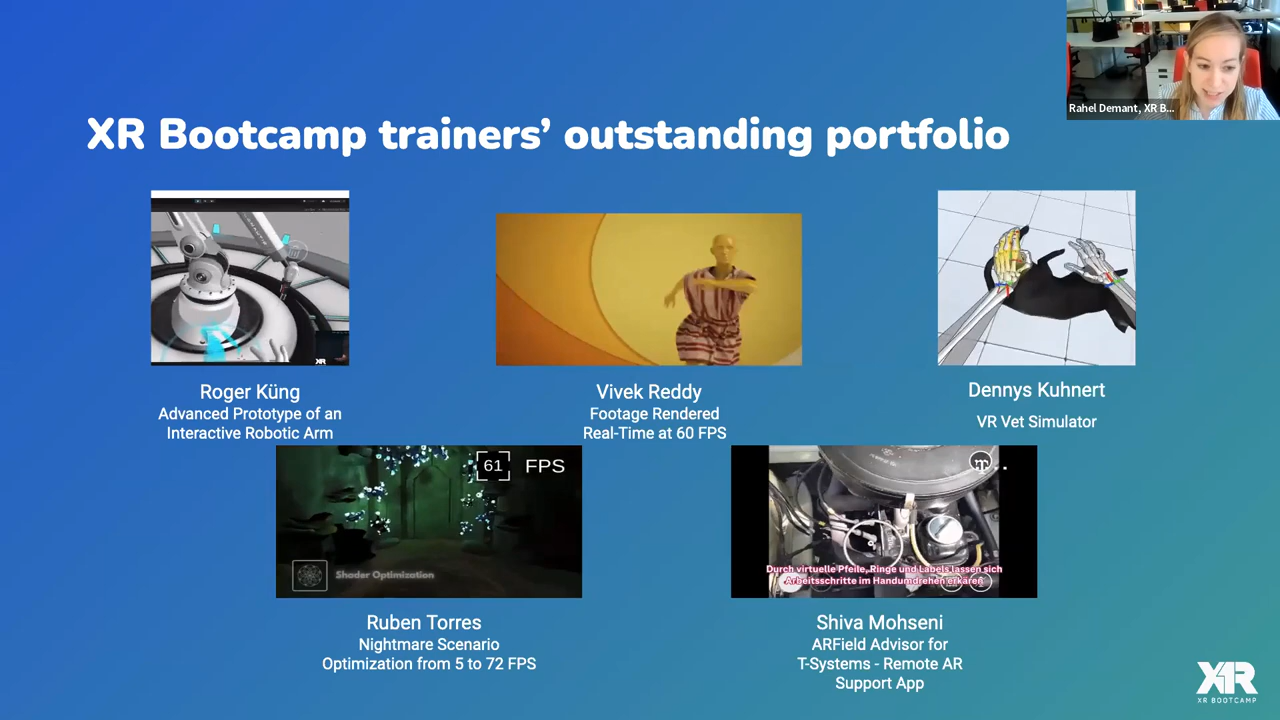 Rahel Demant, XR B...
XR Bootcamp trainers’ outstanding portfolio
XR
Roger Küng
Advanced Prototype of an
Interactive Robotic Arm
Vivek Reddy
Footage Rendered
Real-Time at 60 FPS
Dennys Kuhnert
VR Vet Simulator
61 FPS
Shader Optimization
Ruben Torres
Nightmare Scenario
Optimization from 5 to 72 FPS
Durch virtuelle Pfeile, Ringe und Labels lassen sich
Arbeitsschritte im Handumdrehen erkären
Shiva Mohseni
ARField Advisor for
T-Systems - Remote AR
Support App
XR
XR BOOTCAMP